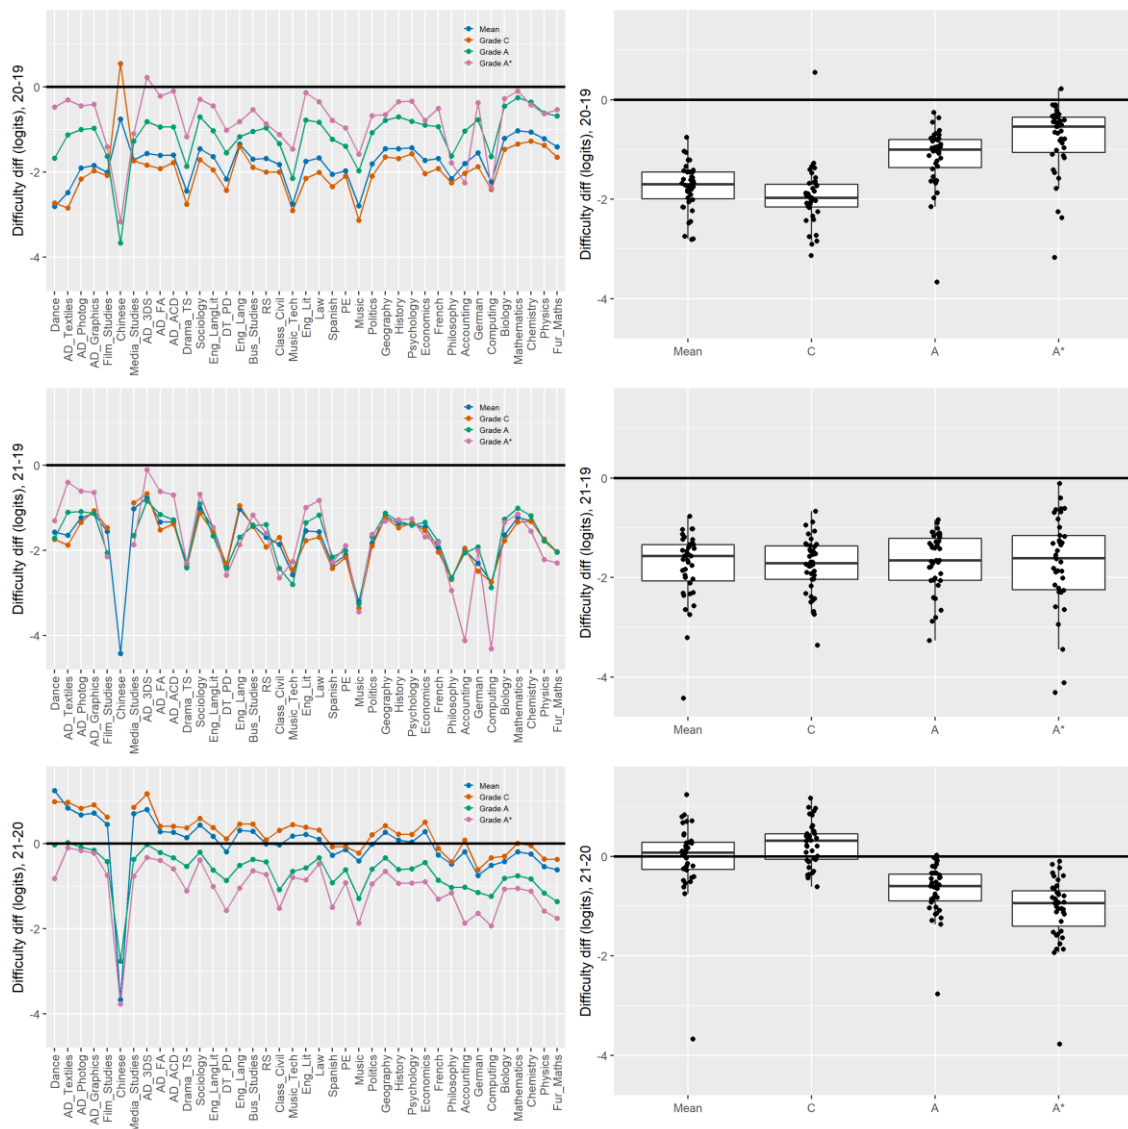 Difficulty diff (logits), 20-19
Mean
Grade C
Grade A
Grade A*
0
-2
-4
Dance
AD_Textiles
AD_Photog
AD_Graphics
Film_Studies
Chinese
Media_Studies
AD_3DS
AD_FA
AD_ACD
Drama_TS
Sociology
Eng_LangLit
DT_PD
Eng_Lang
Bus_Studies
RS
Class_Civil
Music_Tech
Eng_Lit
Law
Spanish
PE
Music
Politics
Geography
History
Psychology
Economics
French
Philosophy
Accounting
German
Computing
Biology
Mathematics
Chemistry
Physics
Fur_Maths
Difficulty diff (logits), 20-19
0
-2
-4
Mean
C
A
A*
Difficulty diff (logits), 21-19
Mean
Grade C
Grade A
Grade A*
0
-2
-4
Dance
AD_Textiles
AD_Photog
AD_Graphics
Film_Studies
Chinese
Media_Studies
AD_3DS
AD_FA
AD_ACD
Drama_TS
Sociology
Eng_LangLit
DT_PD
Eng_Lang
Bus_Studies
RS
Class_Civil
Music_Tech
Eng_Lit
Law
Spanish
PE
Music
Politics
Geography
History
Psychology
Economics
French
Philosophy
Accounting
German
Computing
Biology
Mathematics
Chemistry
Physics
Fur_Maths
Difficulty diff (logits), 21-19
0
-2
-4
Mean
C
A
A*
Difficulty diff (logits), 21-20
Mean
Grade C
Grade A
Grade A*
0
-2
-4
Dance
AD_Textiles
AD_Photog
AD_Graphics
Film_Studies
Chinese
Media_Studies
AD_3DS
AD_FA
AD_ACD
Drama_TS
Sociology
Eng_LangLit
DT_PD
Eng_Lang
Bus_Studies
RS
Class_Civil
Music_Tech
Eng_Lit
Law
Spanish
PE
Music
Politics
Geography
History
Psychology
Economics
French
Philosophy
Accounting
German
Computing
Biology
Mathematics
Chemistry
Physics
Fur_Maths
Difficulty diff (logits), 21-20
0
-2
-4
Mean
C
A
A*